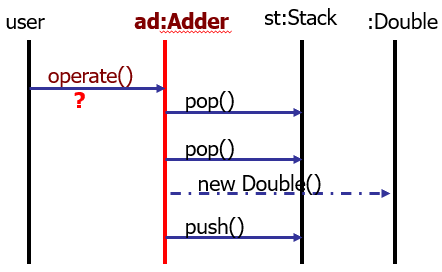 user
ad:Adder
st:Stack
:Double
operate()
?
pop()
pop()
new Double()
push()